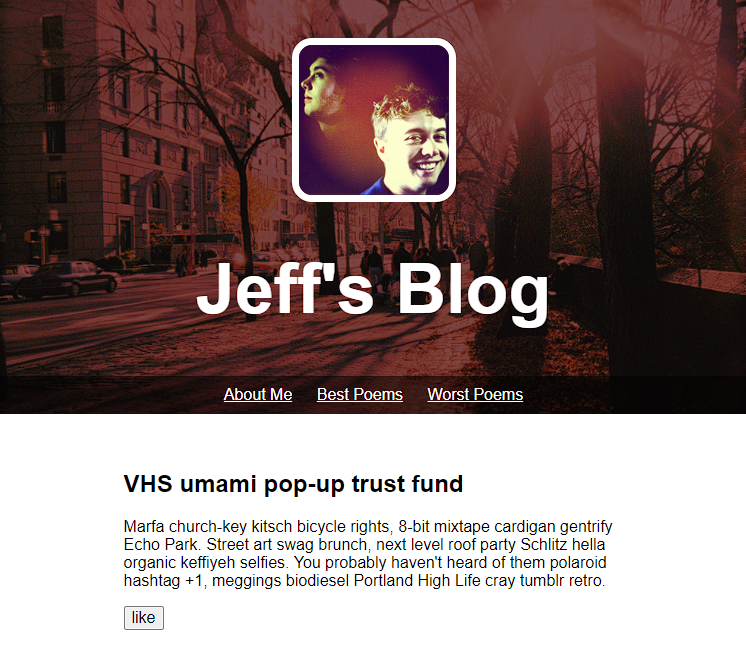 Jeff's Blog
About Me Best Poems Worst Poems
VHS umami pop-up trust fund
Marfa church-key kitsch bicycle rights, 8-bit mixtape cardigan gentrify
Echo Park. Street art swag brunch, next level roof party Schlitz hella
organic keffiyeh selfies. You probably haven't heard of them polaroid
hashtag +1, meggings biodiesel Portland High Life cray tumblr retro.
like